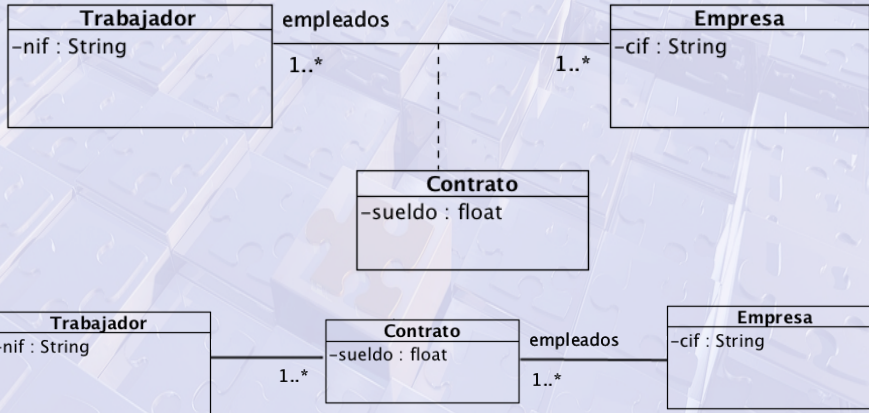 Trabajador
-nif : String
empleados
1..*
1..*
Empresa
-cif : String
Contrato
-sueldo : float
Trabajador
-nif : String
1..*
Contrato
-sueldo : float
empleados
1..*
Empresa
-cif : String